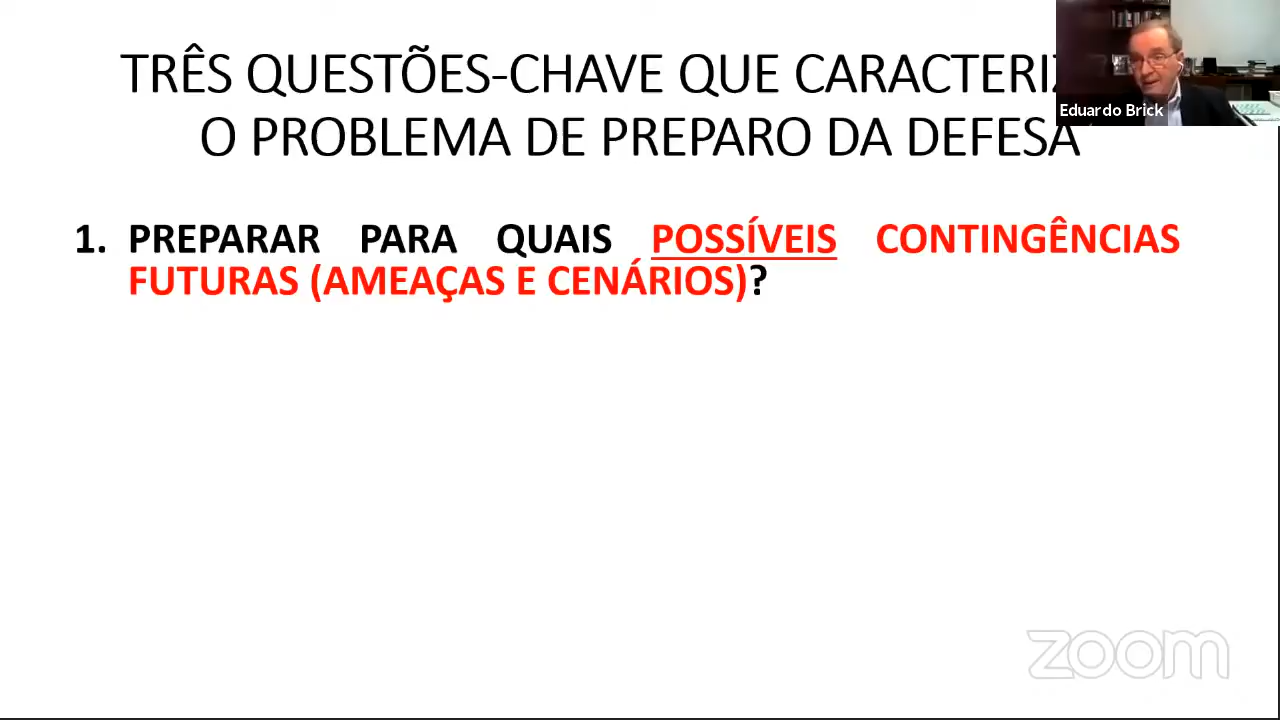 TRÊS QUESTÕES-CHAVE QUE
O PROBLEMA DE PREPARO DA DEFESA
Eduardo Brick
1. PREPARAR PARA QUAIS POSSÍVEIS CONTINGÊNCIAS
FUTURAS (AMEAÇAS E CENÁRIOS)?
zoom